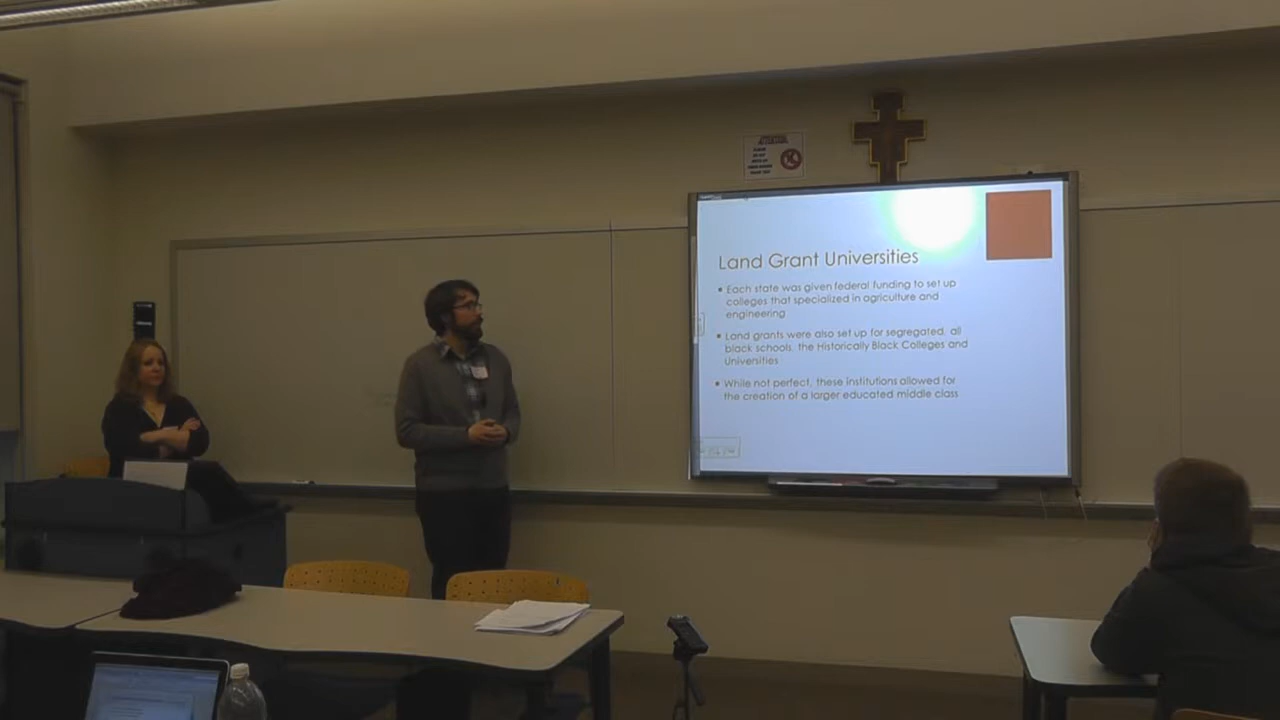 Land Grant Universities
Each state was given federal funding to set up
colleges that specialized in agriculture and
engineering
Land grants were also set up for segregated, all
black schools, the Historically Black Colleges and
Universities
While not perfect, these institutions allowed for
the creation of a larger educated middle class